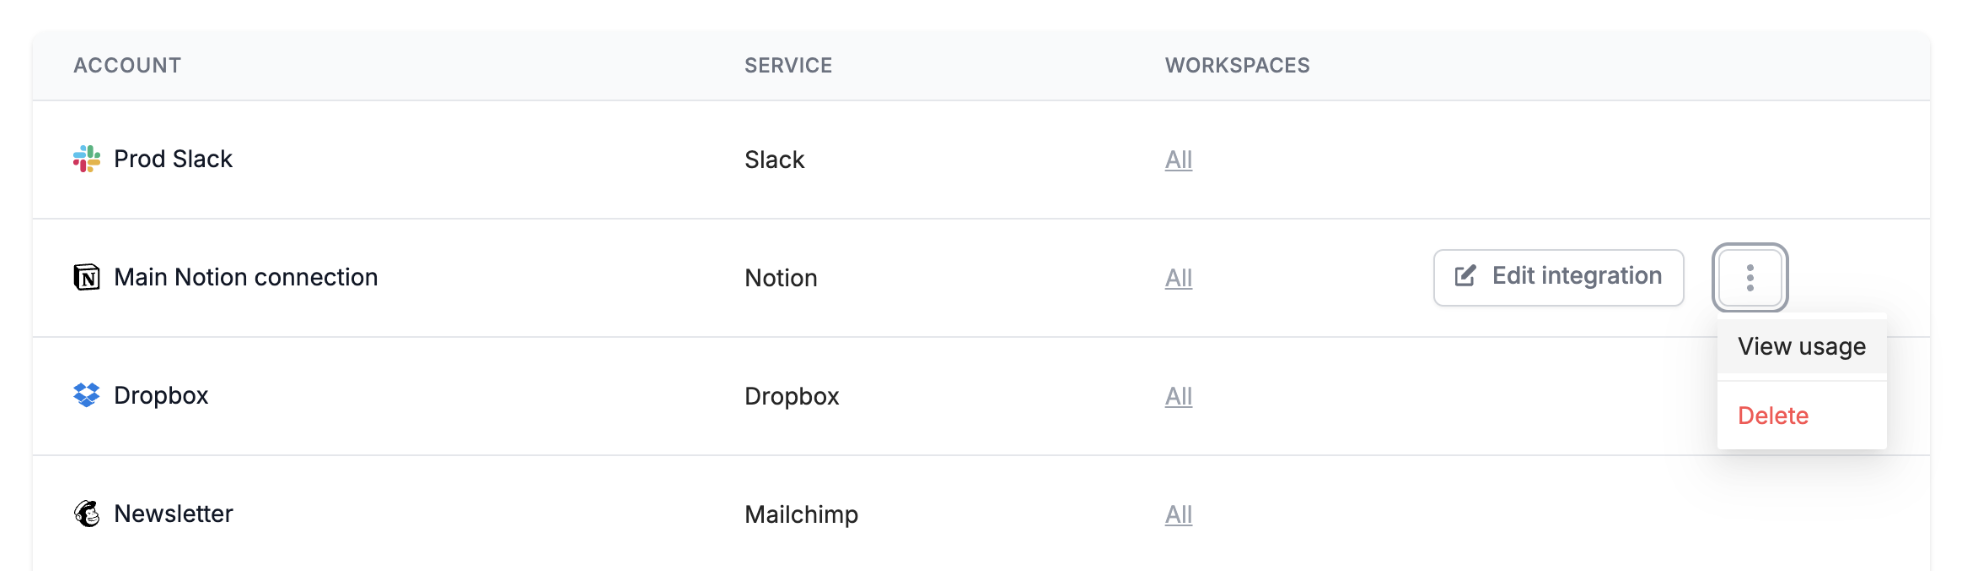 ACCOUNT SERVICE WORKSPACES
Prod Slack Slack All
Main Notion connection Notion All Edit integration
View usage
Dropbox Dropbox All
Delete
Newsletter Mailchimp All